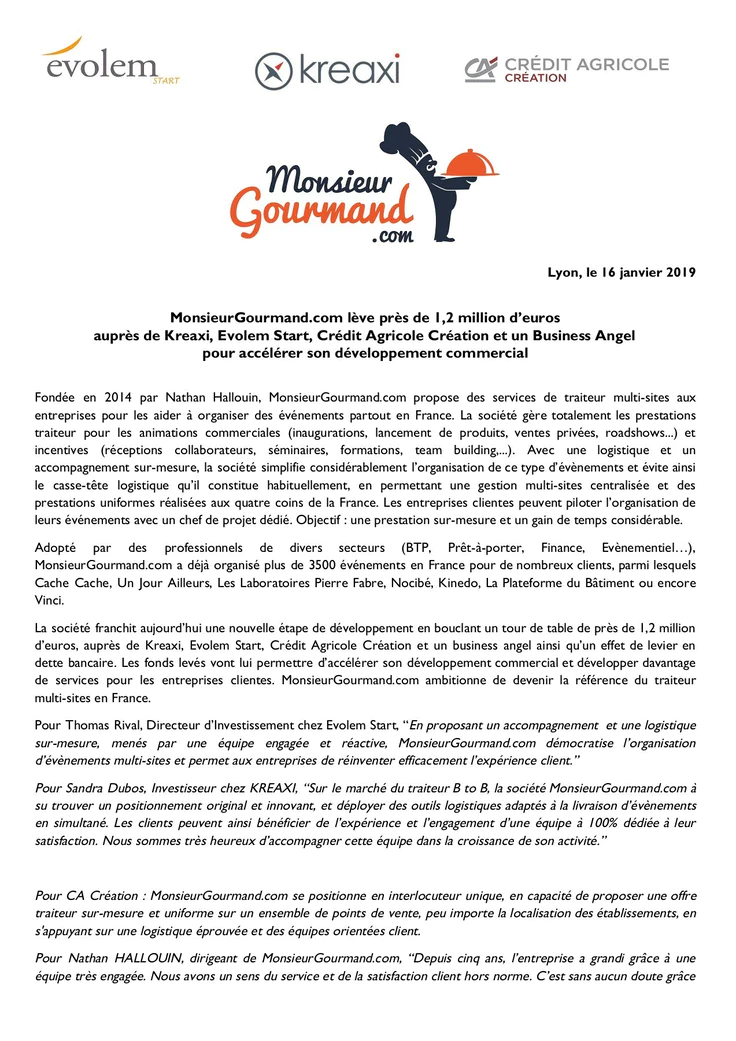 evolem
START
kreaxi
CA CRÉDIT AGRICOLE
CRÉATION
Monsieur
Gourmand
.com
Lyon, le 16 janvier 2019
MonsieurGourmand.com lève près de 1,2 million d’euros
auprès de Kreaxi, Evolem Start, Crédit Agricole Création et un Business Angel
pour accélérer son développement commercial
Fondée en 2014 par Nathan Hallouin, MonsieurGourmand.com propose des services de traiteur multi-sites aux
entreprises pour les aider à organiser des événements partout en France. La société gère totalement les prestations
traiteur pour les animations commerciales (inaugurations, lancement de produits, ventes privées, roadshows...) et
incentives (réceptions collaborateurs, séminaires, formations, team building,...). Avec une logistique et un
accompagnement sur-mesure, la société simplifie considérablement l’organisation de ce type d’évènements et évite ainsi
le casse-tête logistique qu’il constitue habituellement, en permettant une gestion multi-sites centralisée et des
prestations uniformes réalisées aux quatre coins de la France. Les entreprises clientes peuvent piloter l’organisation de
leurs événements avec un chef de projet dédié. Objectif : une prestation sur-mesure et un gain de temps considérable.
Adopté par des professionnels de divers secteurs (BTP, Prêt-à-porter, Finance, Evènementiel…),
MonsieurGourmand.com a déjà organisé plus de 3500 événements en France pour de nombreux clients, parmi lesquels
Cache Cache, Un Jour Ailleurs, Les Laboratoires Pierre Fabre, Nocibé, Kinedo, La Plateforme du Bâtiment ou encore
Vinci.
La société franchit aujourd’hui une nouvelle étape de développement en bouclant un tour de table de près de 1,2 million
d’euros, auprès de Kreaxi, Evolem Start, Crédit Agricole Création et un business angel ainsi qu’un effet de levier en
dette bancaire. Les fonds levés vont lui permettre d’accélérer son développement commercial et développer davantage
de services pour les entreprises clientes. MonsieurGourmand.com ambitionne de devenir la référence du traiteur
multi-sites en France.
Pour Thomas Rival, Directeur d’Investissement chez Evolem Start, “En proposant un accompagnement et une logistique
sur-mesure, menés par une équipe engagée et réactive, MonsieurGourmand.com démocratise l’organisation
d’évènements multi-sites et permet aux entreprises de réinventer efficacement l’expérience client.”
Pour Sandra Dubos, Investisseur chez KREAXI, “Sur le marché du traiteur B to B, la société MonsieurGourmand.com à
su trouver un positionnement original et innovant, et déployer des outils logistiques adaptés à la livraison d’évènements
en simultané. Les clients peuvent ainsi bénéficier de l’expérience et l’engagement d’une équipe à 100% dédiée à leur
satisfaction. Nous sommes très heureux d’accompagner cette équipe dans la croissance de son activité.”
Pour CA Création : MonsieurGourmand.com se positionne en interlocuteur unique, en capacité de proposer une offre
traiteur sur-mesure et uniforme sur un ensemble de points de vente, peu importe la localisation des établissements, en
s'appuyant sur une logistique éprouvée et des équipes orientées client.
Pour Nathan HALLOUIN, dirigeant de MonsieurGourmand.com, “Depuis cinq ans, l’entreprise a grandi grâce à une
équipe très engagée. Nous avons un sens du service et de la satisfaction client hors norme. C’est sans aucun doute grâce